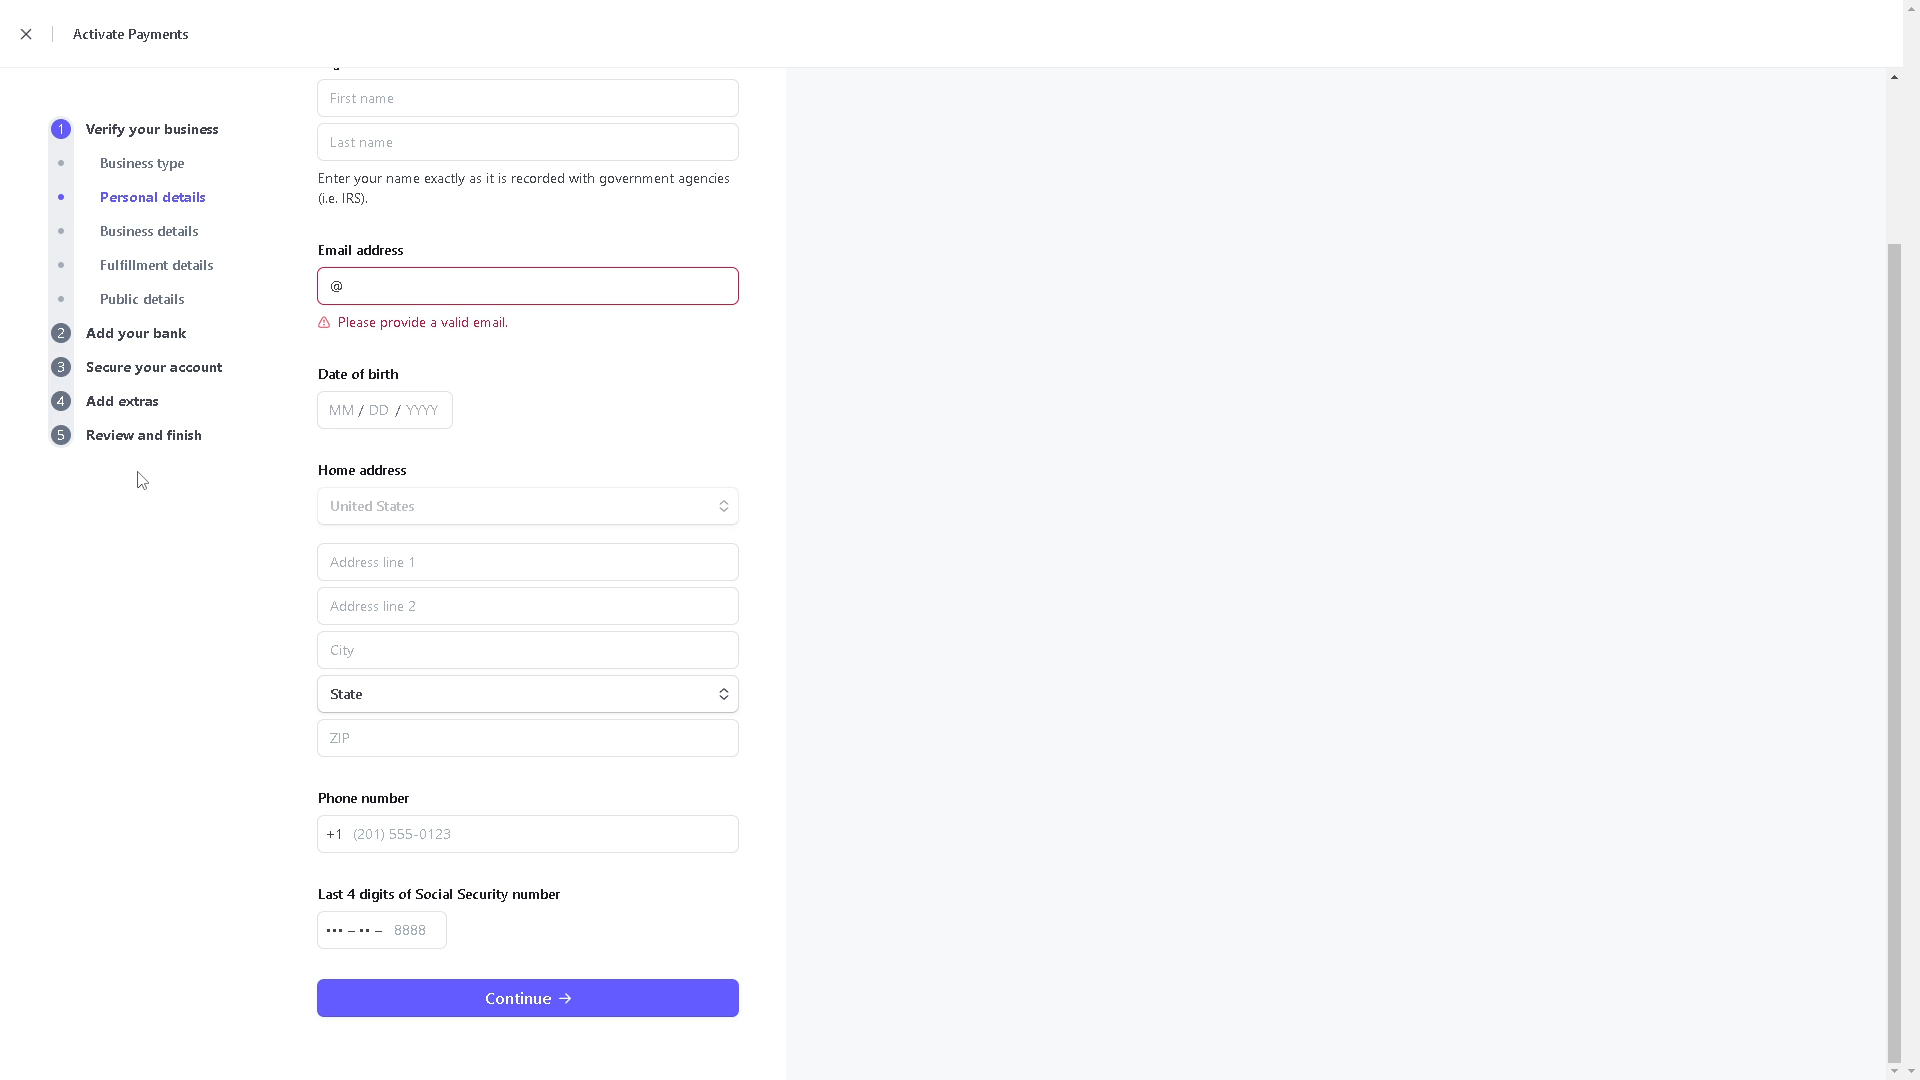 Activate Payments
1 Verify your business
Business type
Personal details
Business details
Fulfillment details
Public details
2 Add your bank
3 Secure your account
4 Add extras
5 Review and finish
First name
Last name
Enter your name exactly as it is recorded with government agencies
(i.e. IRS).
Email address
@
Please provide a valid email.
Date of birth
MM / DD / YYYY
Home address
United States
Address line 1
Address line 2
City
State
ZIP
Phone number
+1 (201) 555-0123
Last 4 digits of Social Security number
••• – •• – 8888
Continue →